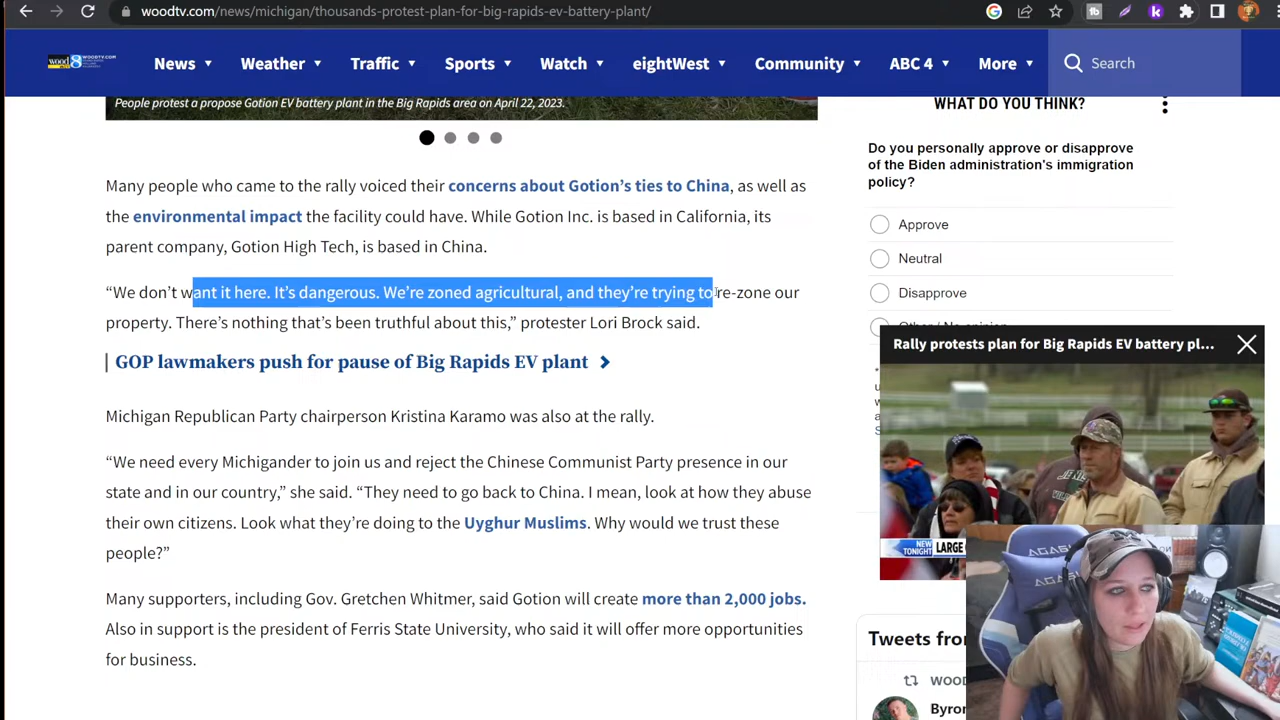 woodtv.com/news/michigan/thousands-protest-plan-for-big-rapids-ev-battery-plant/
wood 8 WOODTV.COM
News Weather Traffic Sports Watch eightWest Community ABC 4 More Search
People protest a propose Gotion EV battery plant in the Big Rapids area on April 22, 2023.
Many people who came to the rally voiced their concerns about Gotion’s ties to China, as well as
the environmental impact the facility could have. While Gotion Inc. is based in California, its
parent company, Gotion High Tech, is based in China.
“We don’t want it here. It’s dangerous. We’re zoned agricultural, and they’re trying to re-zone our
property. There’s nothing that’s been truthful about this,” protester Lori Brock said.
GOP lawmakers push for pause of Big Rapids EV plant
Michigan Republican Party chairperson Kristina Karamo was also at the rally.
“We need every Michigander to join us and reject the Chinese Communist Party presence in our
state and in our country,” she said. “They need to go back to China. I mean, look at how they abuse
their own citizens. Look what they’re doing to the Uyghur Muslims. Why would we trust these
people?”
Many supporters, including Gov. Gretchen Whitmer, said Gotion will create more than 2,000 jobs.
Also in support is the president of Ferris State University, who said it will offer more opportunities
for business.
WHAT DO YOU THINK?
Do you personally approve or disapprove
of the Biden administration's immigration
policy?
Approve
Neutral
Disapprove
Rally protests plan for Big Rapids EV battery pl...
NEW
TONIGHT
LARGE
AGASI
Tweets from
WOOD
Byron